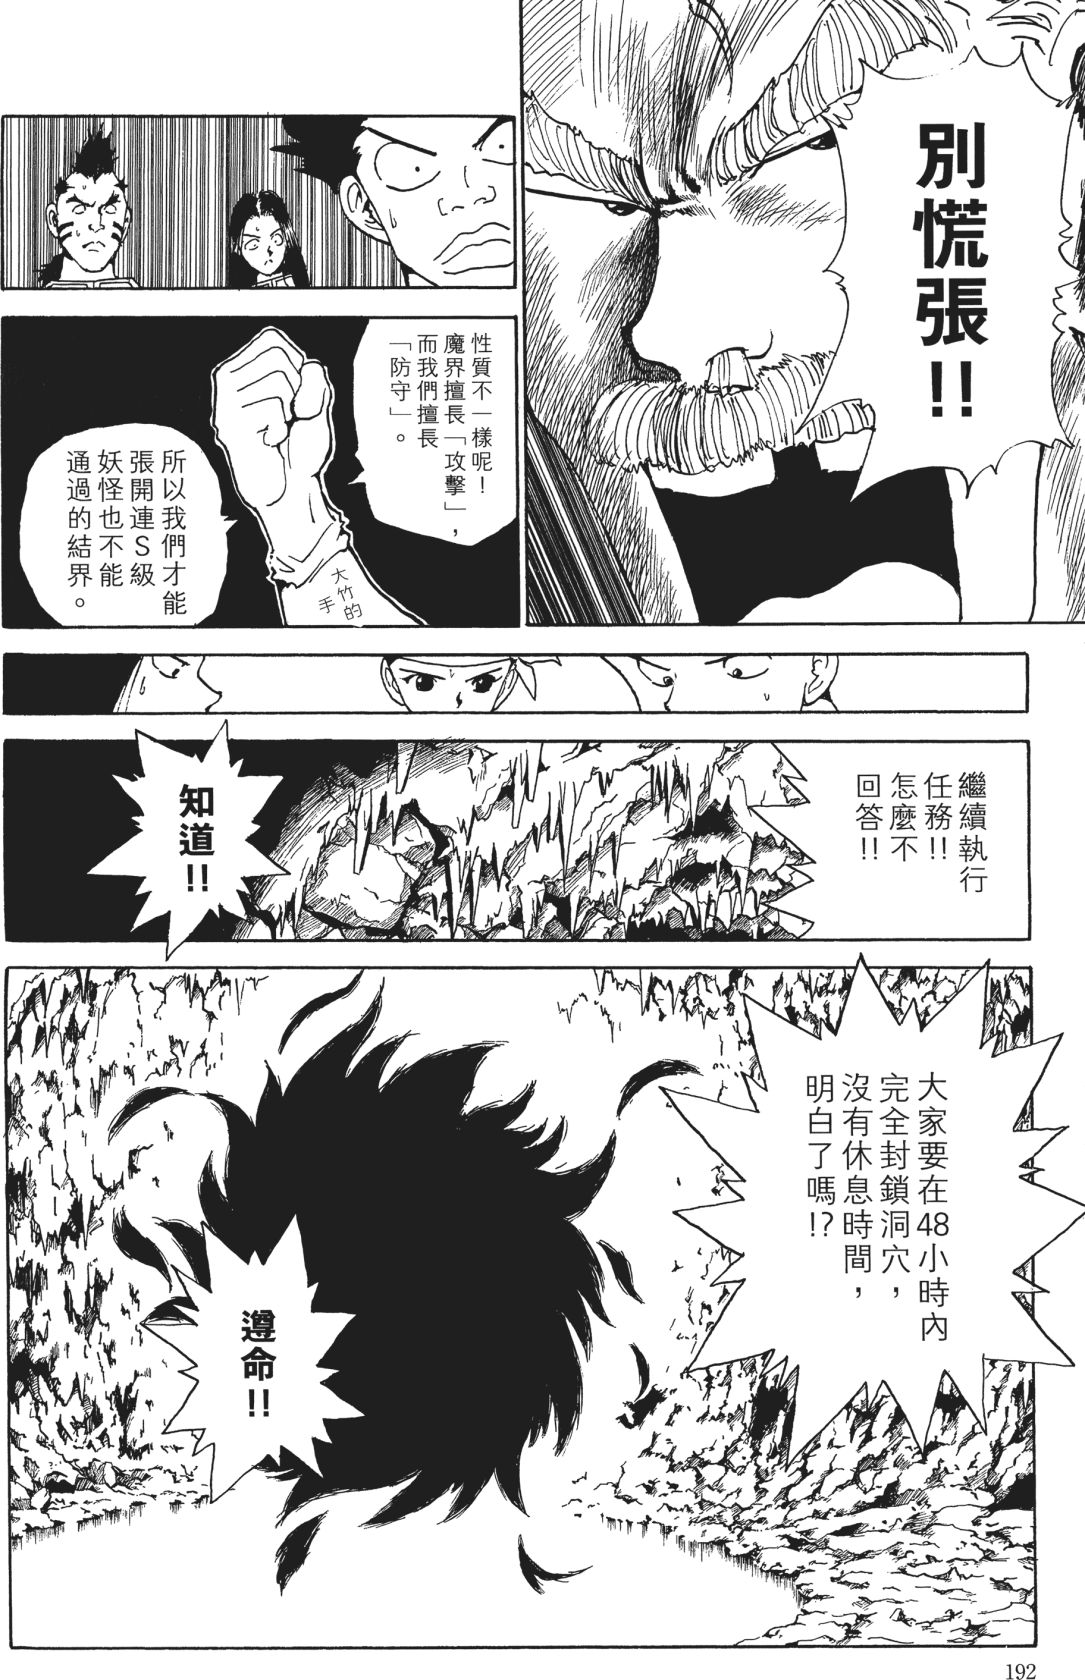 別慌張!!
性質不一樣呢！
魔界擅長「攻擊」，
而我們擅長
「防守」。
所以我們才能
張開連S級
妖怪也不能
通過的結界。
大竹的
手
繼續執行
任務!!
怎麼不
回答!!
知道!!
大家要在48小時內
完全封鎖洞穴，
沒有休息時間，
明白了嗎!?
遵命!!
192